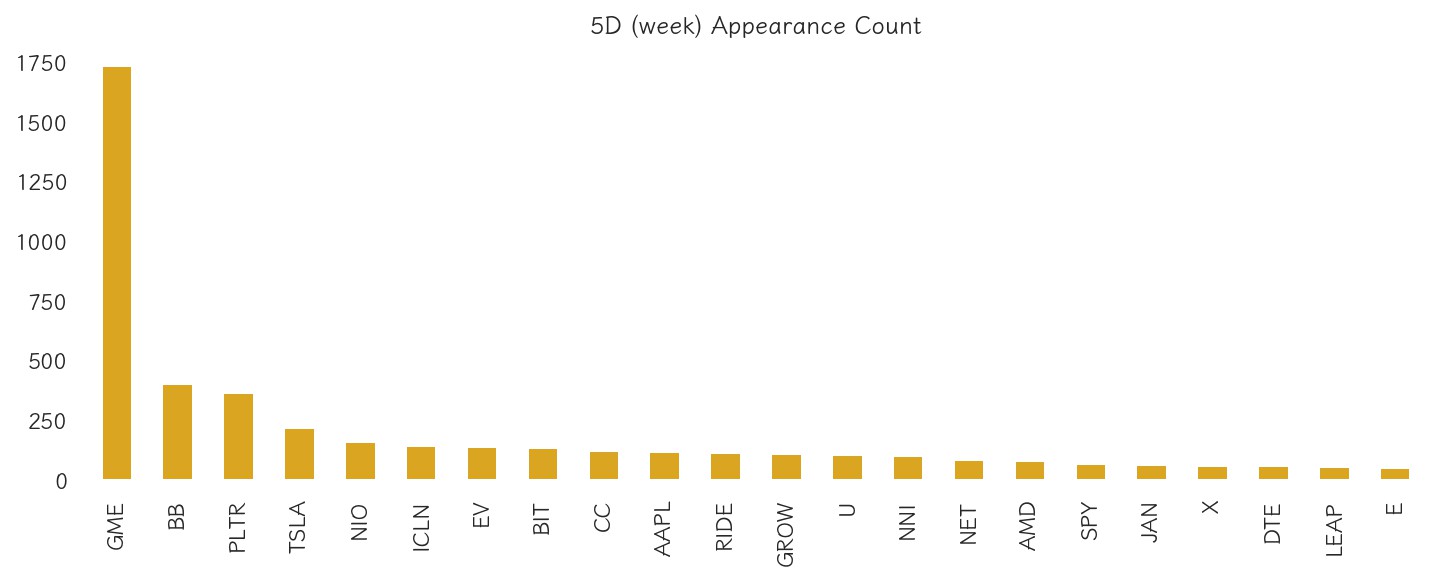 5D (week) Appearance Count
1750
1500
1250
1000
750
500
250
0
GME
BB
PLTR
TSLA
NIO
ICLN
EV
BIT
CC
AAPL
RIDE
GROW
U
NNI
NET
AMD
SPY
JAN
X
DTE
LEAP
E